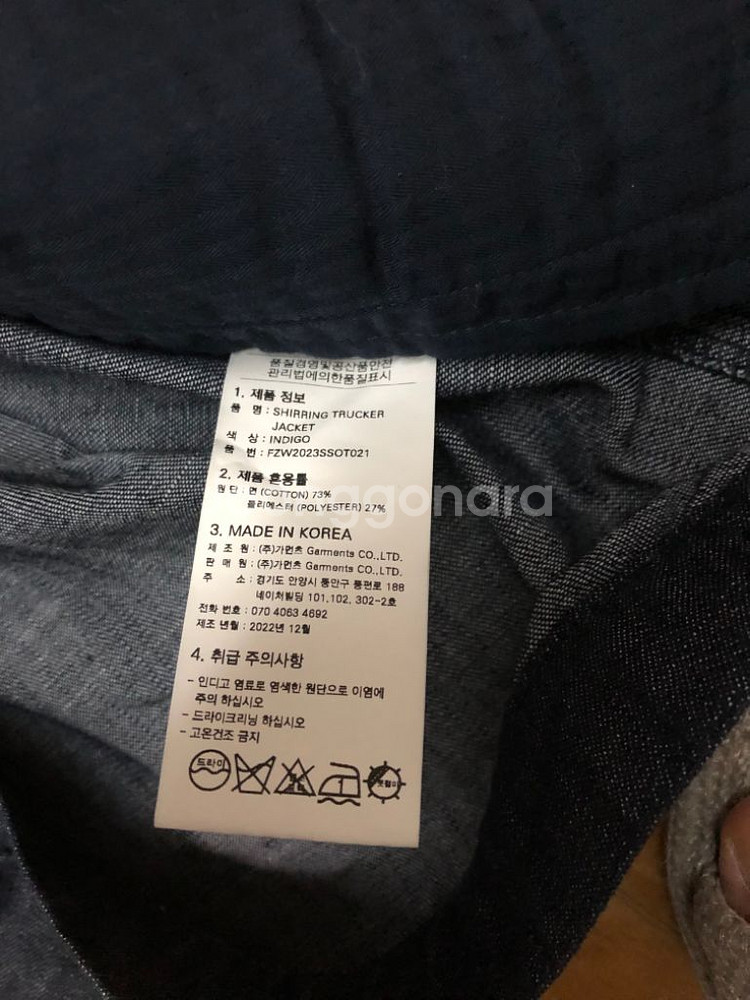 품질경영및공산품안전
관리법에의한품질표시
1. 제품 정보
품 명 : SHIRRING TRUCKER
JACKET
색 상 : INDIGO
품 번 : FZW2023SSOT021
2. 제품 혼용률
원 단 : 면 (COTTON) 73%
폴리에스터 (POLYESTER) 27%
ggonara
3. MADE IN KOREA
제 조 원 : (주)가먼츠 Garments CO.,LTD.
판 매 원 : (주)가먼츠 Garments CO.,LTD.
주 소 : 경기도 안양시 동안구 통편로 188
네이처빌딩 101,102, 302-2호
전화 번호 : 070 4063 4692
제조 년월 : 2022년 12월
4. 취급 주의사항
- 인디고 염료로 염색한 원단으로 이염에
주의 하십시오
- 드라이크리닝 하십시오
- 고온건조 금지
드라이